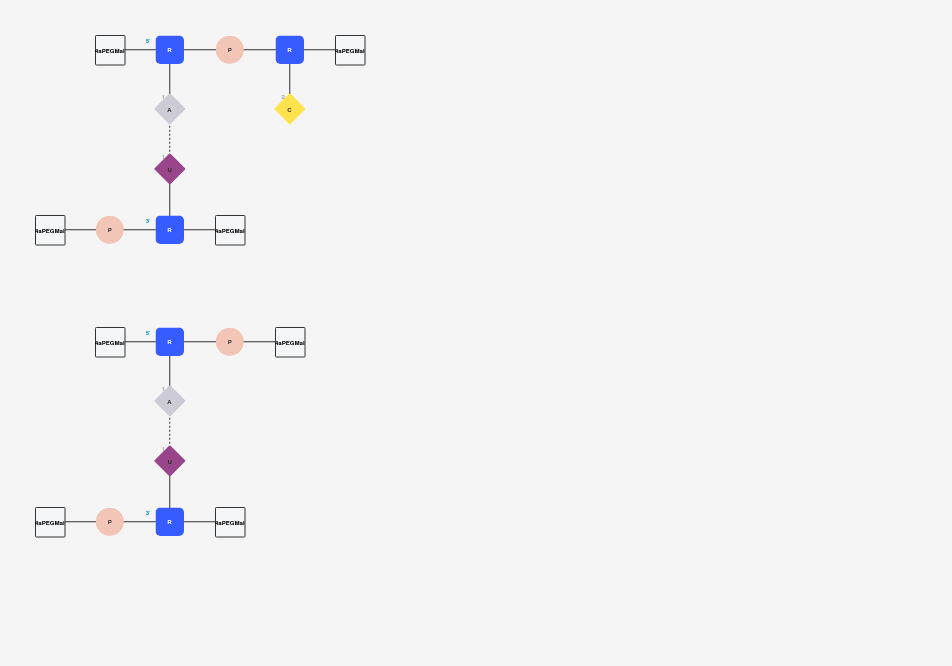 5'
4aPEGMal R P R 4aPEGMal
1 2
A C
1
U
3'
4aPEGMal P R 4aPEGMal
5'
4aPEGMal R P 4aPEGMal
1
A
1
U
3'
4aPEGMal P R 4aPEGMal